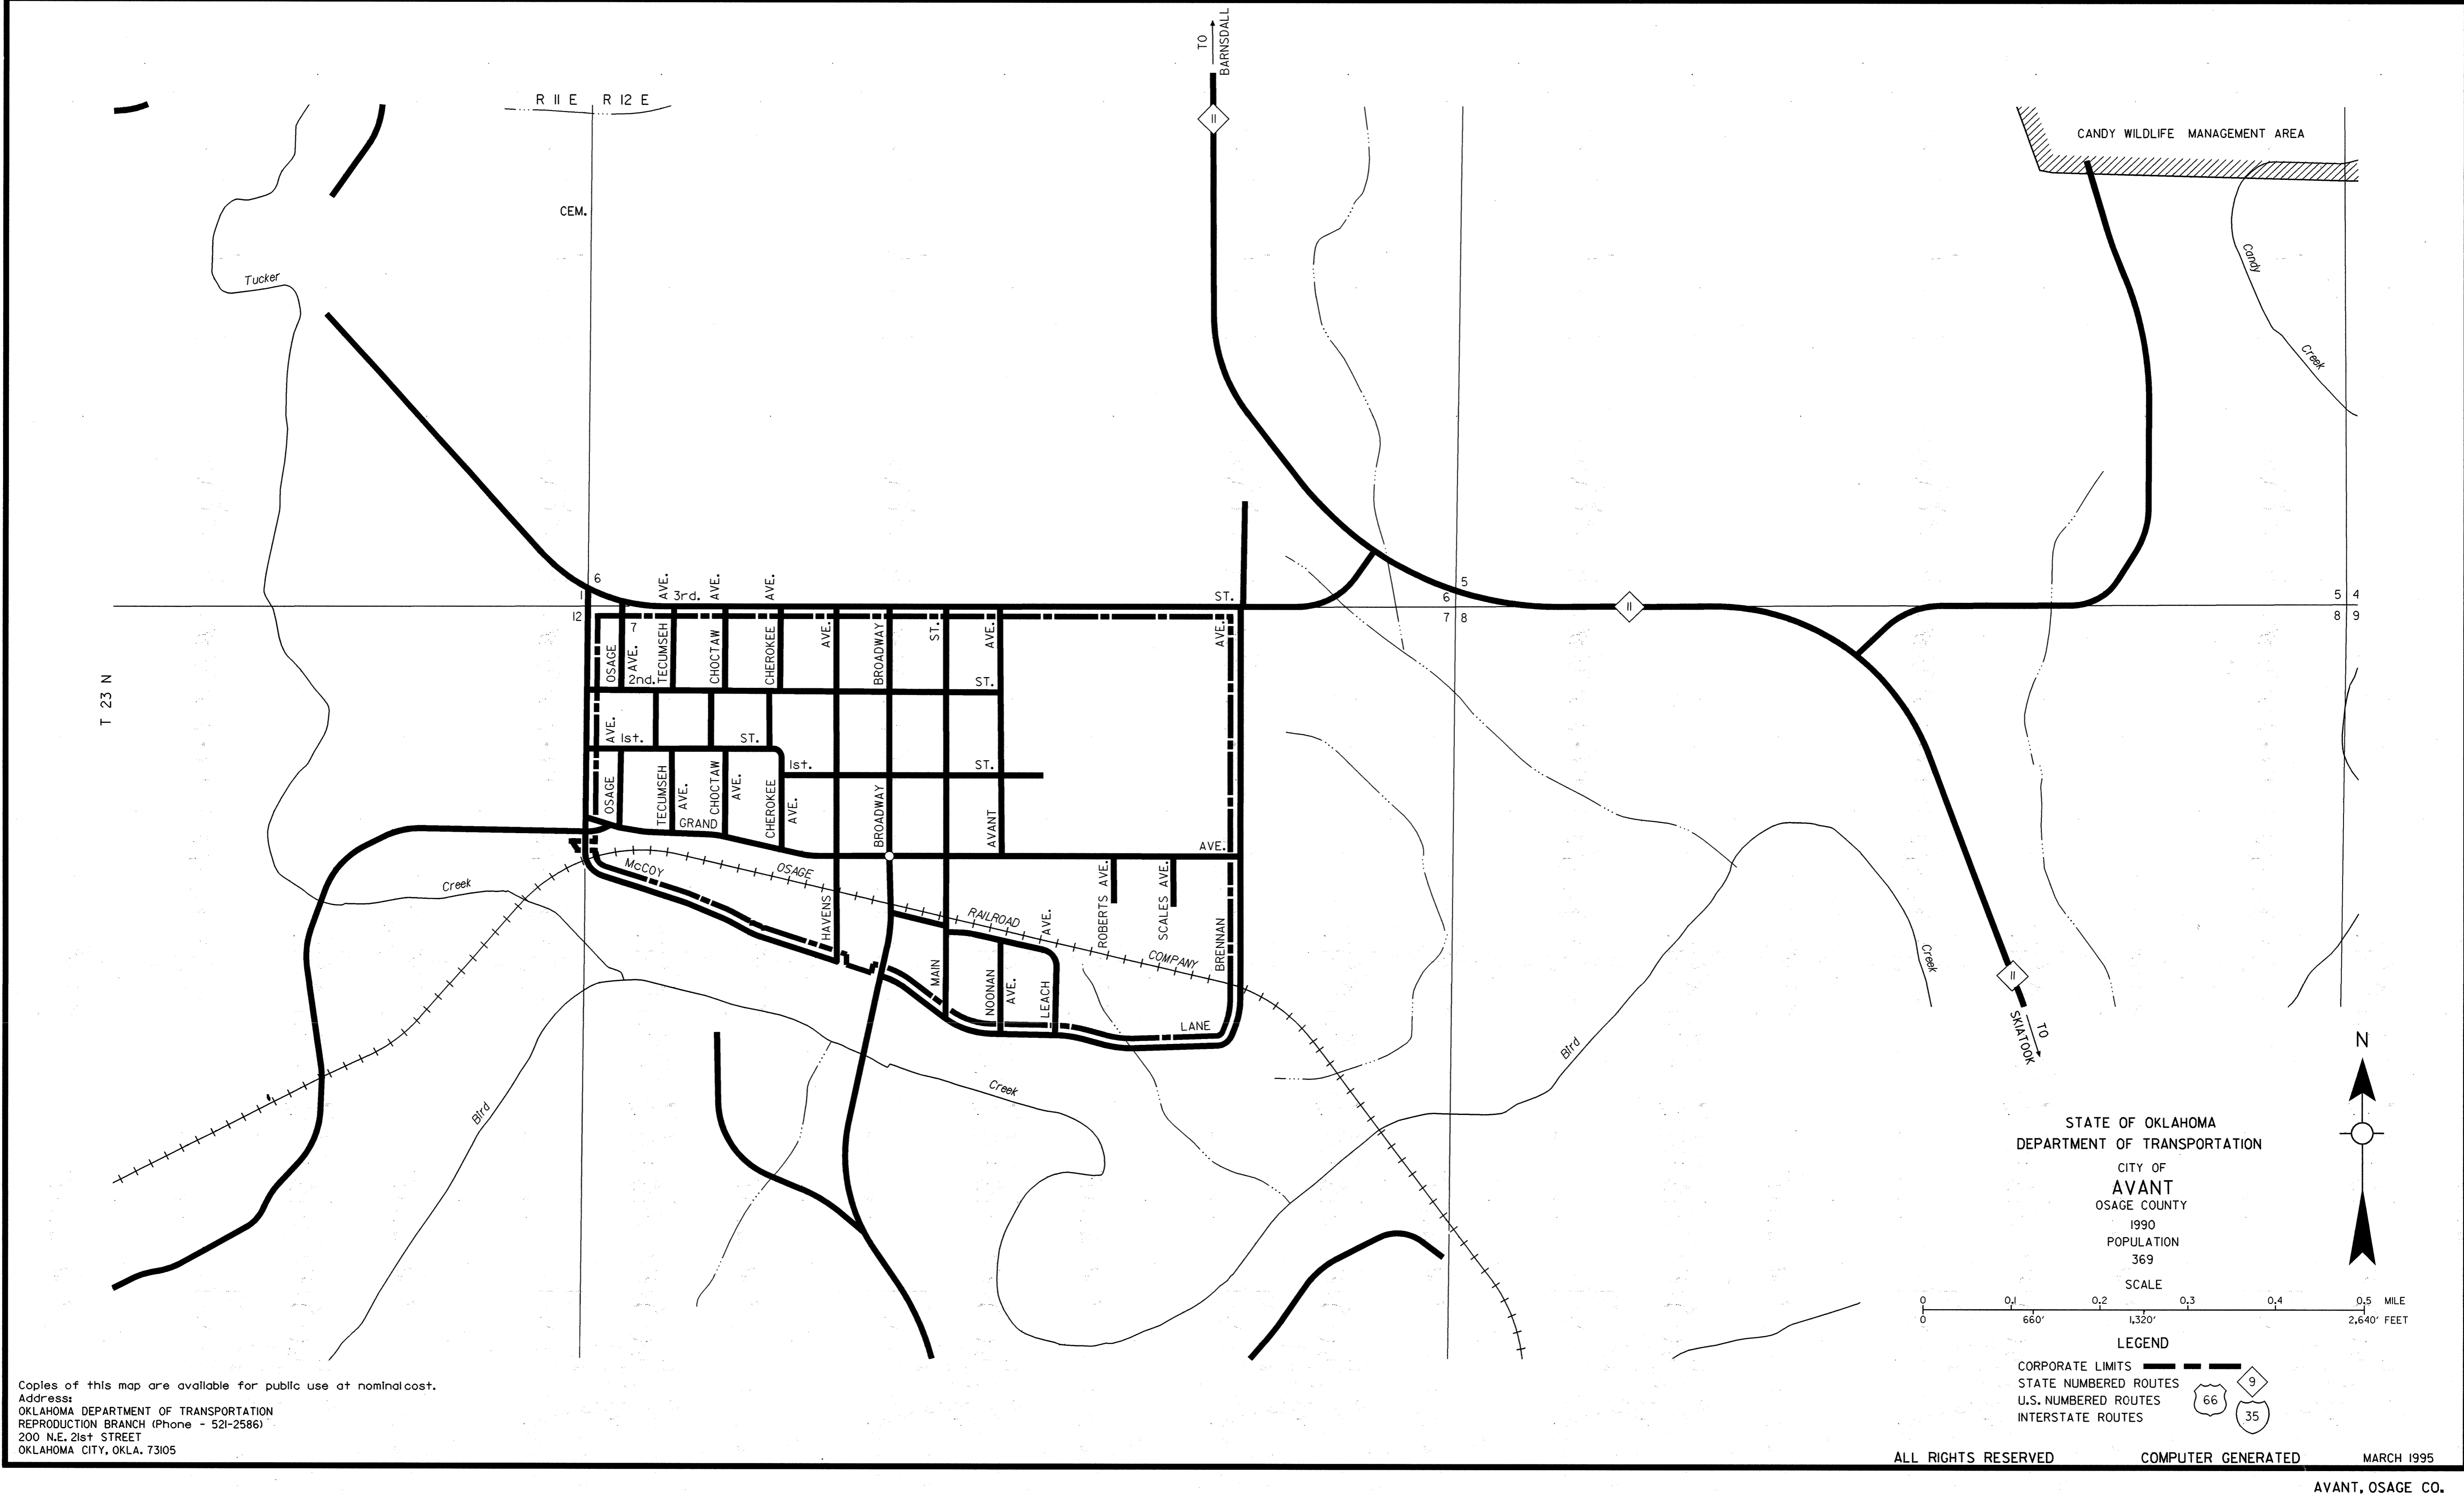 TO
BARNSDALL
R 11 E R 12 E
11
CANDY WILDLIFE MANAGEMENT AREA
CEM.
Candy
Tucker
Creek
6
AVE.
3rd.
AVE.
AVE.
ST.
5
1
6
11
5 4
12
7
7 8
8 9
OSAGE
AVE.
TECUMSEH
CHOCTAW
CHEROKEE
AVE.
BROADWAY
ST.
AVE.
AVE.
2nd.
ST.
T 23 N
AVE.
1st.
ST.
1st.
ST.
OSAGE
TECUMSEH
AVE.
CHOCTAW
AVE.
CHEROKEE
AVE.
BROADWAY
AVANT
GRAND
AVE.
McCOY
OSAGE
RAILROAD
COMPANY
Creek
HAVENS
AVE.
ROBERTS AVE.
SCALES AVE.
BRENNAN
MAIN
NOONAN
AVE.
LEACH
LANE
Creek
11
TO
SKIATOOK
Bird
Bird
Creek
N
STATE OF OKLAHOMA
DEPARTMENT OF TRANSPORTATION
CITY OF
AVANT
OSAGE COUNTY
1990
POPULATION
369
SCALE
0 0.1 0.2 0.3 0.4 0.5 MILE
0 660' 1,320' 2,640' FEET
LEGEND
CORPORATE LIMITS
STATE NUMBERED ROUTES 9
U.S. NUMBERED ROUTES 66
INTERSTATE ROUTES 35
Copies of this map are available for public use at nominal cost.
Address:
OKLAHOMA DEPARTMENT OF TRANSPORTATION
REPRODUCTION BRANCH (Phone - 521-2586)
200 N.E. 21st STREET
OKLAHOMA CITY, OKLA. 73105
ALL RIGHTS RESERVED COMPUTER GENERATED MARCH 1995
AVANT, OSAGE CO.